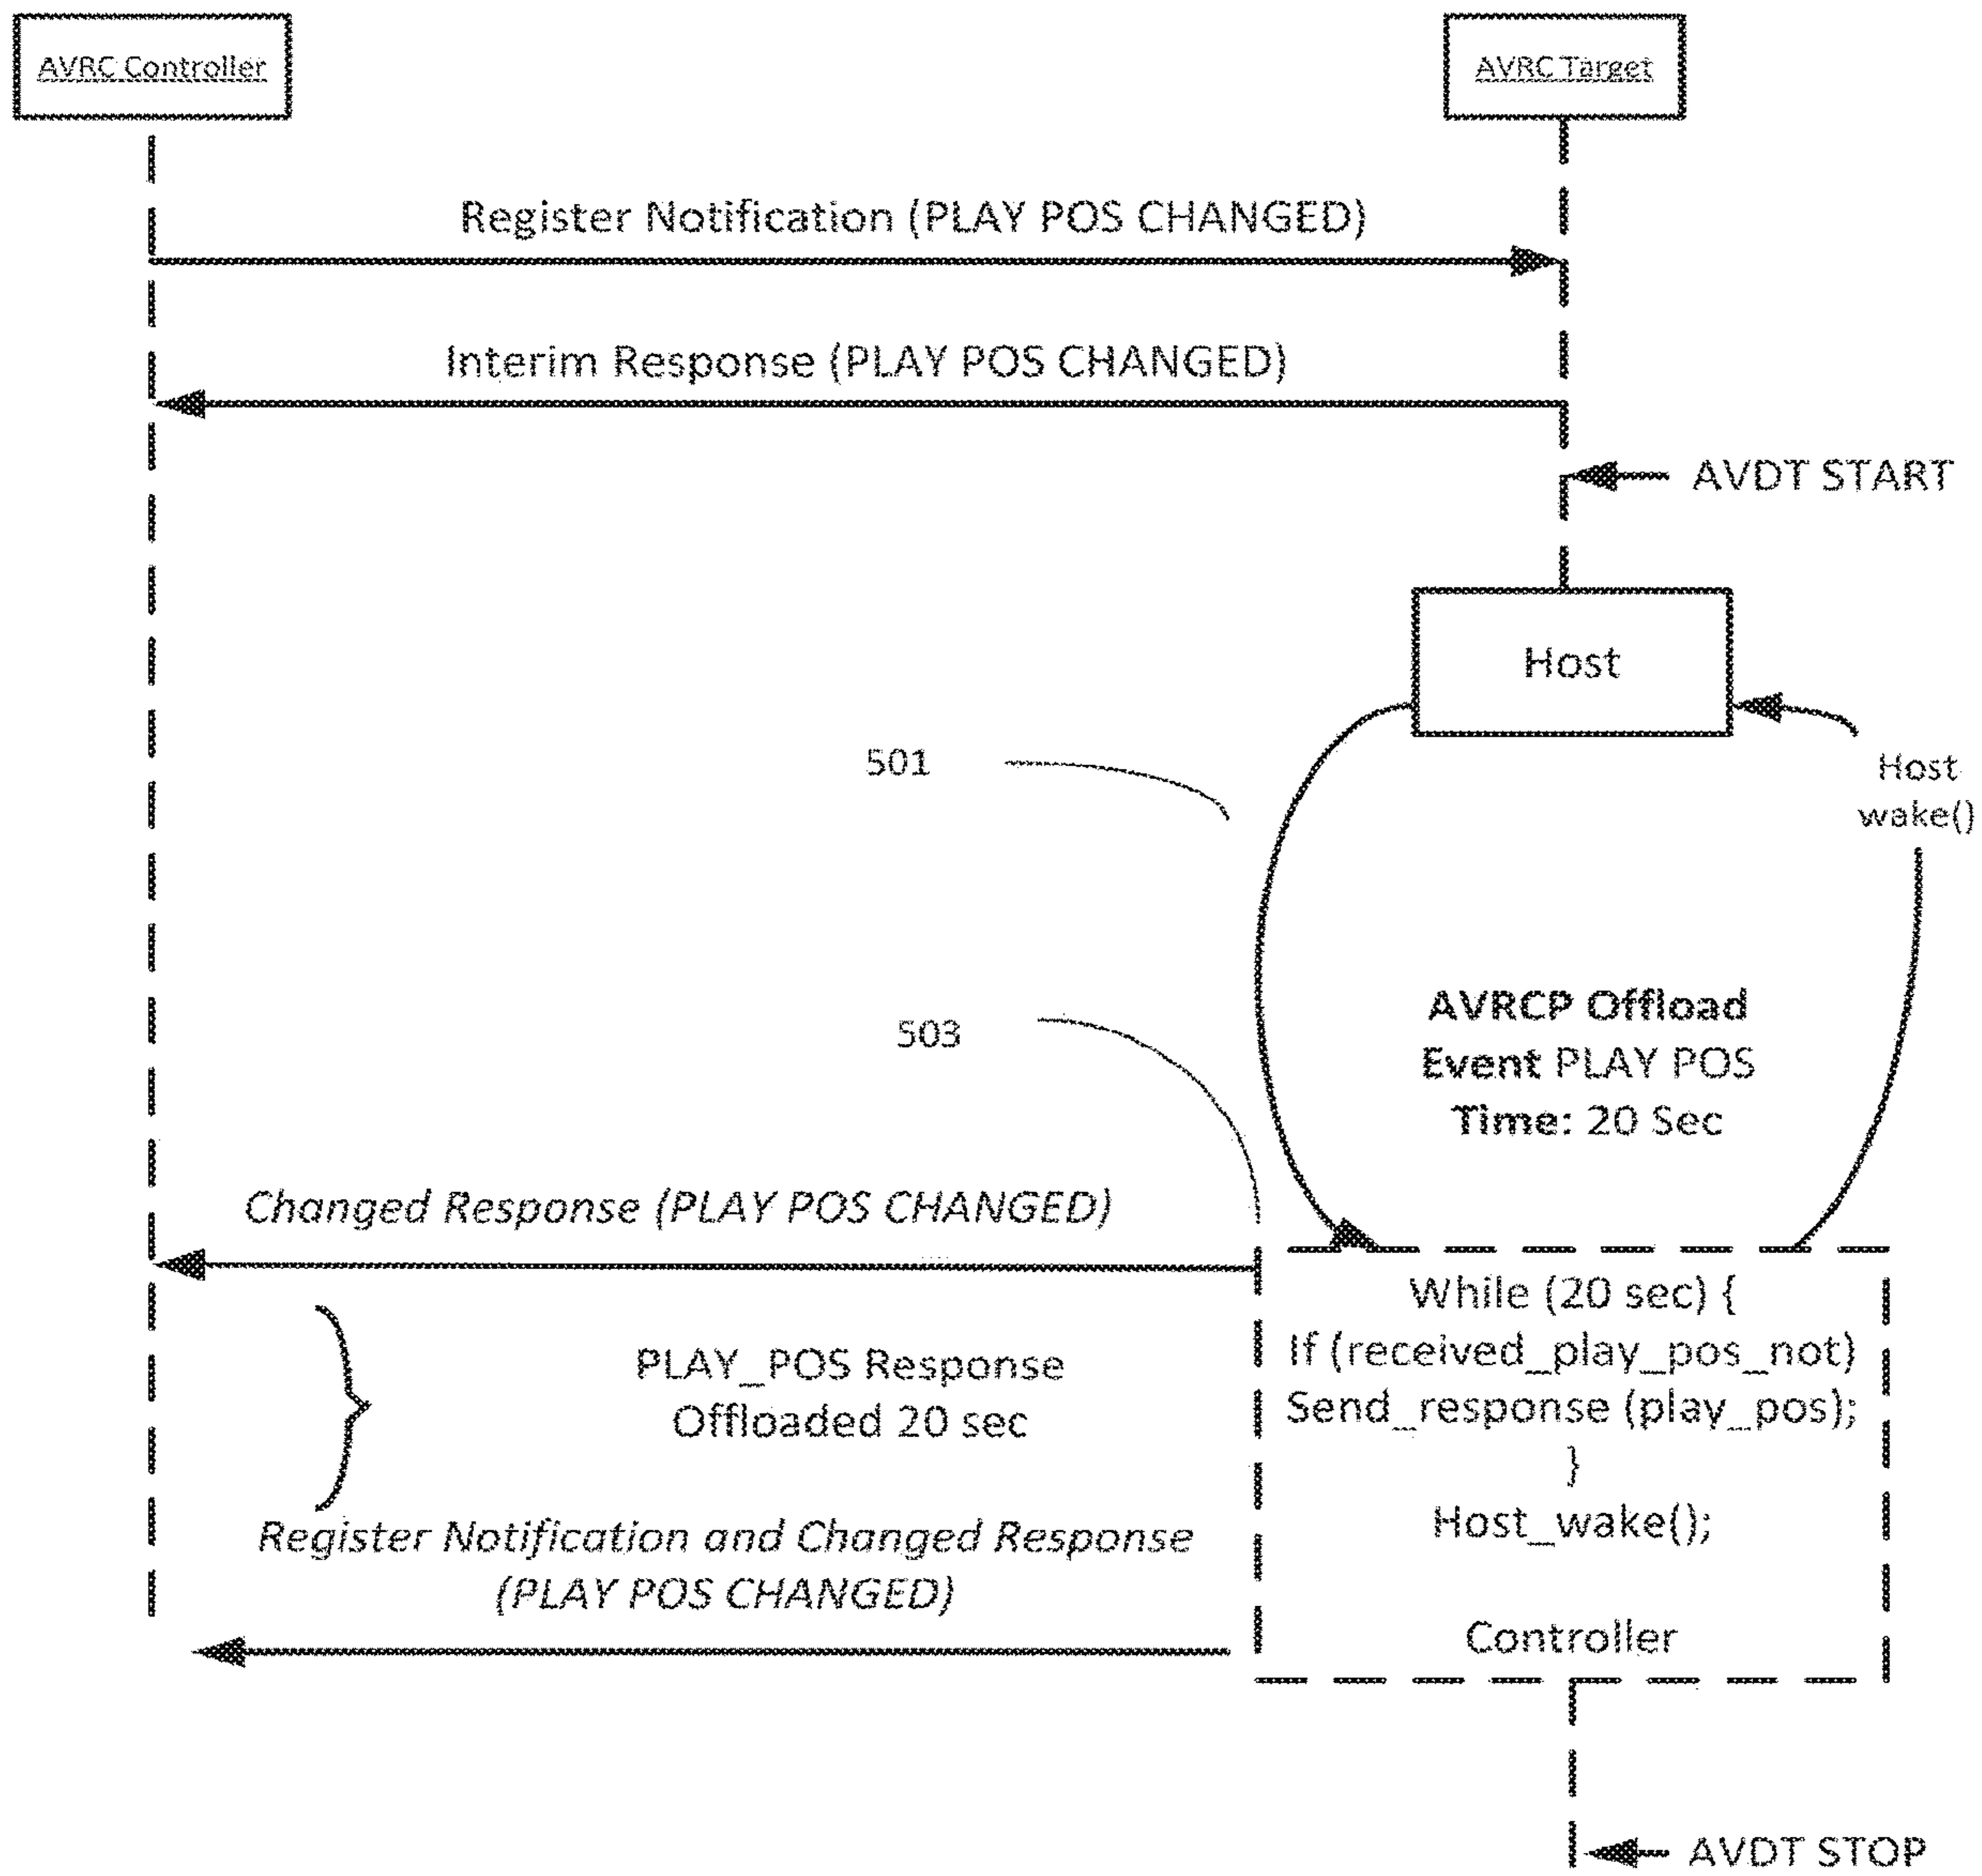 AVRC Controller
AVRC Target
Register Notification (PLAY POS CHANGED)
Interim Response (PLAY POS CHANGED)
AVDT START
Host
501
Host
wake()
503
AVRCP Offload
Event PLAY POS
Time: 20 Sec
Changed Response (PLAY POS CHANGED)
While (20 sec) {
If (received_play_pos_not)
Send_response (play_pos);
}
Host_wake();
Controller
PLAY_POS Response
Offloaded 20 sec
Register Notification and Changed Response
(PLAY POS CHANGED)
AVDT STOP